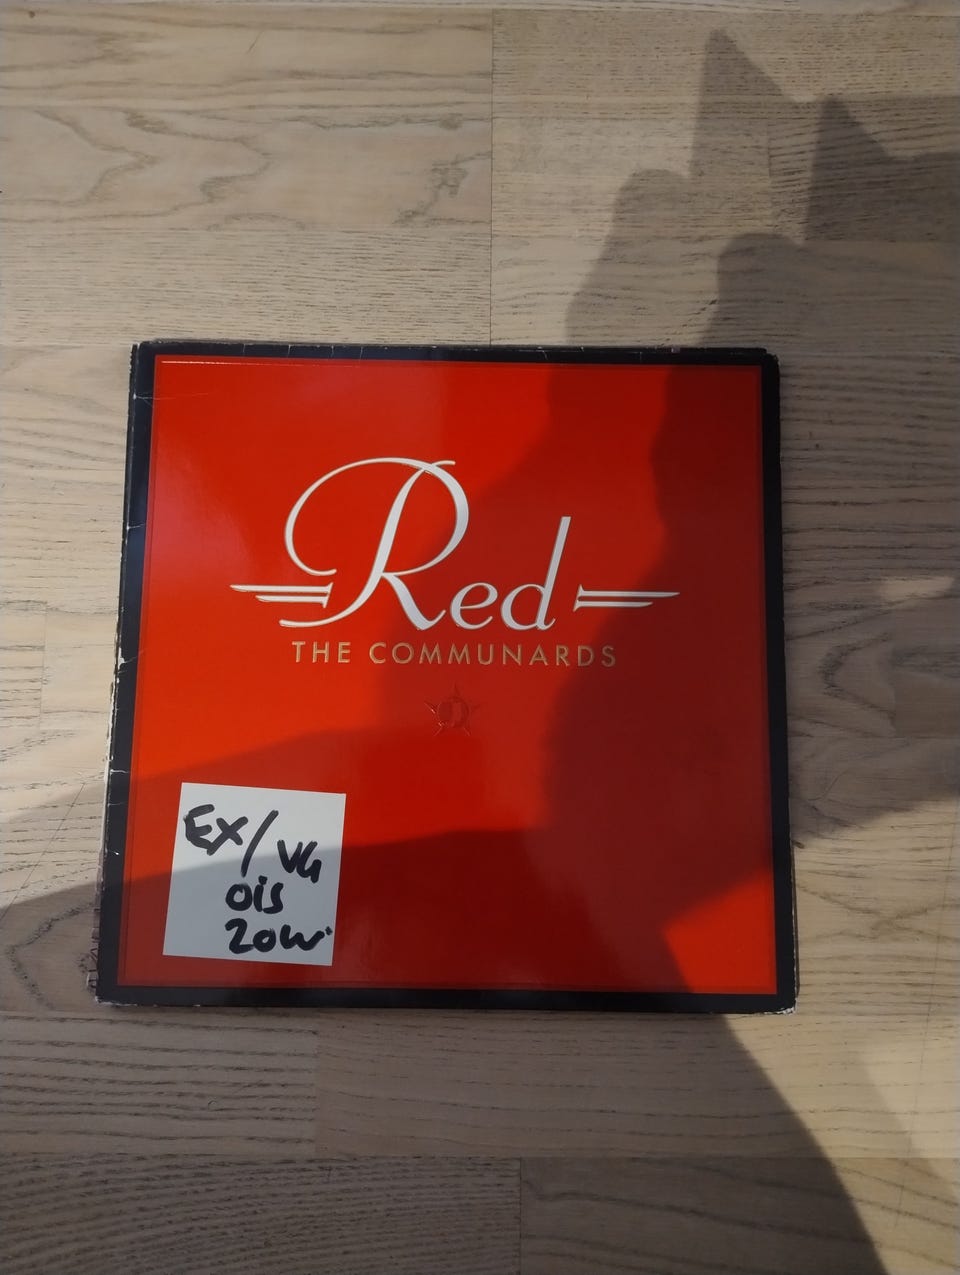 Red
THE COMMUNARDS
EX/VG
OIS
20W